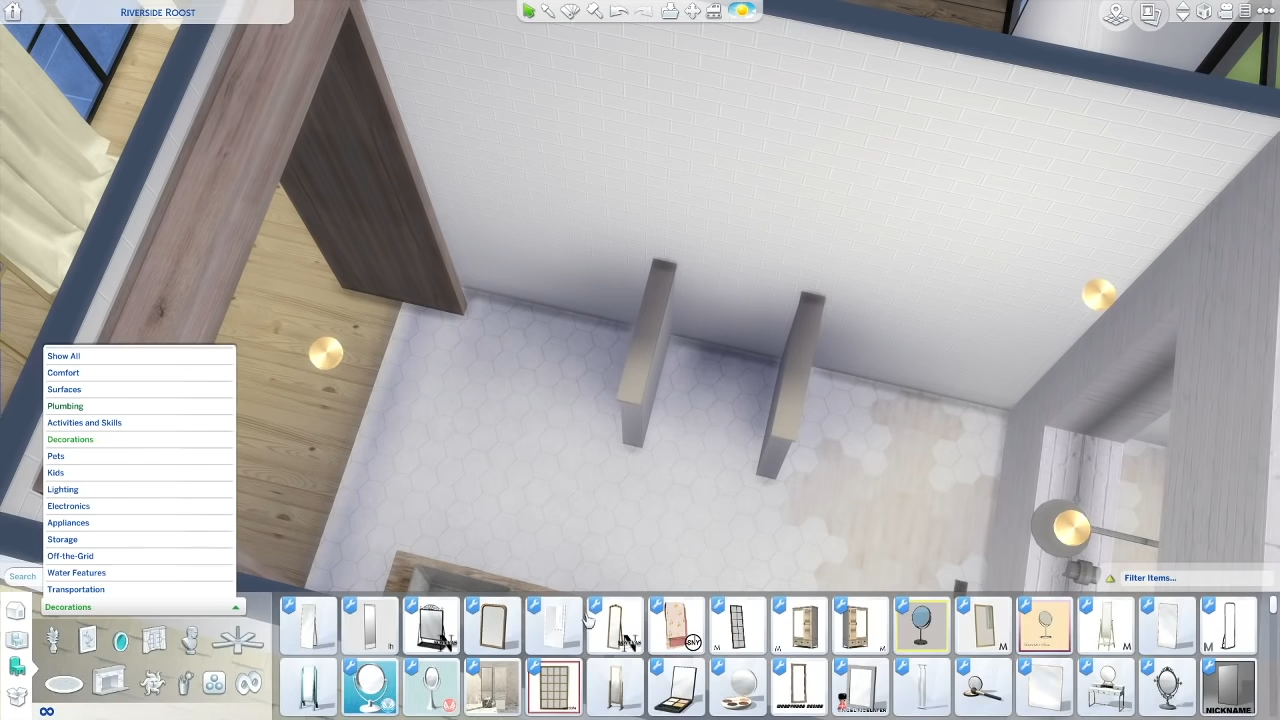 RIVERSIDE ROOST
Show All
Comfort
Surfaces
Plumbing
Activities and Skills
Decorations
Pets
Kids
Lighting
Electronics
Appliances
Storage
Off-the-Grid
Water Features
Transportation
Search
Filter Items...
Decorations
M
M
M
M
M
M
NICKNAME